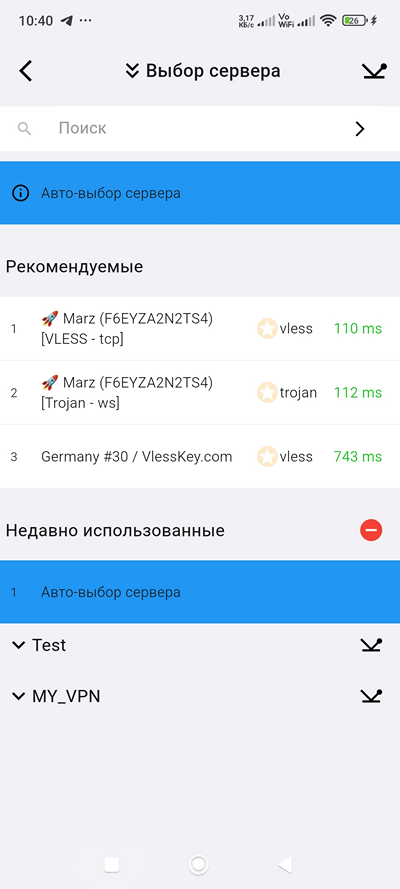 10:40
3,17 КБ/с Vo WiFi 26
Выбор сервера
Поиск
Авто-выбор сервера
Рекомендуемые
1 🚀 Marz (F6EYZA2N2TS4) [VLESS - tcp] vless 110 ms
2 🚀 Marz (F6EYZA2N2TS4) [Trojan - ws] trojan 112 ms
3 Germany #30 / VlessKey.com vless 743 ms
Недавно использованные
1 Авто-выбор сервера
Test
MY_VPN